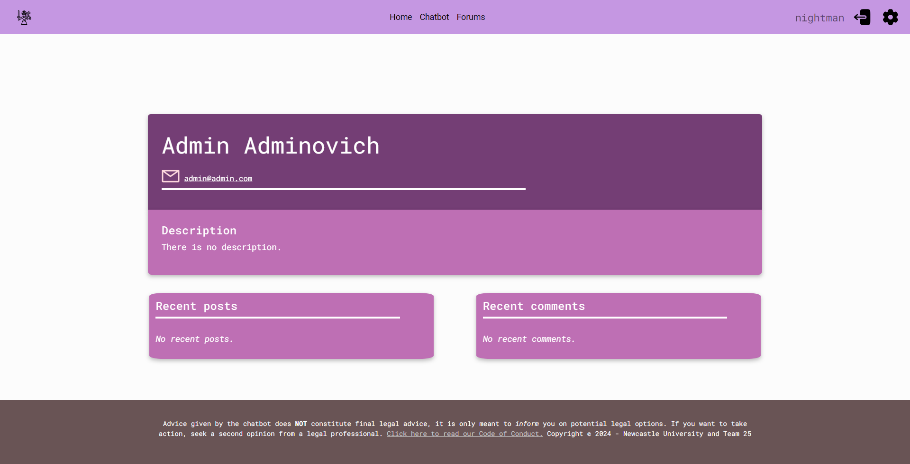 Home Chatbot Forums nightman
Admin Adminovich
admin@admin.com
Description
There is no description.
Recent posts
No recent posts.
Recent comments
No recent comments.
Advice given by the chatbot does NOT constitute final legal advice, it is only meant to inform you on potential legal options. If you want to take
action, seek a second opinion from a legal professional. Click here to read our Code of Conduct. Copyright © 2024 - Newcastle University and Team 25